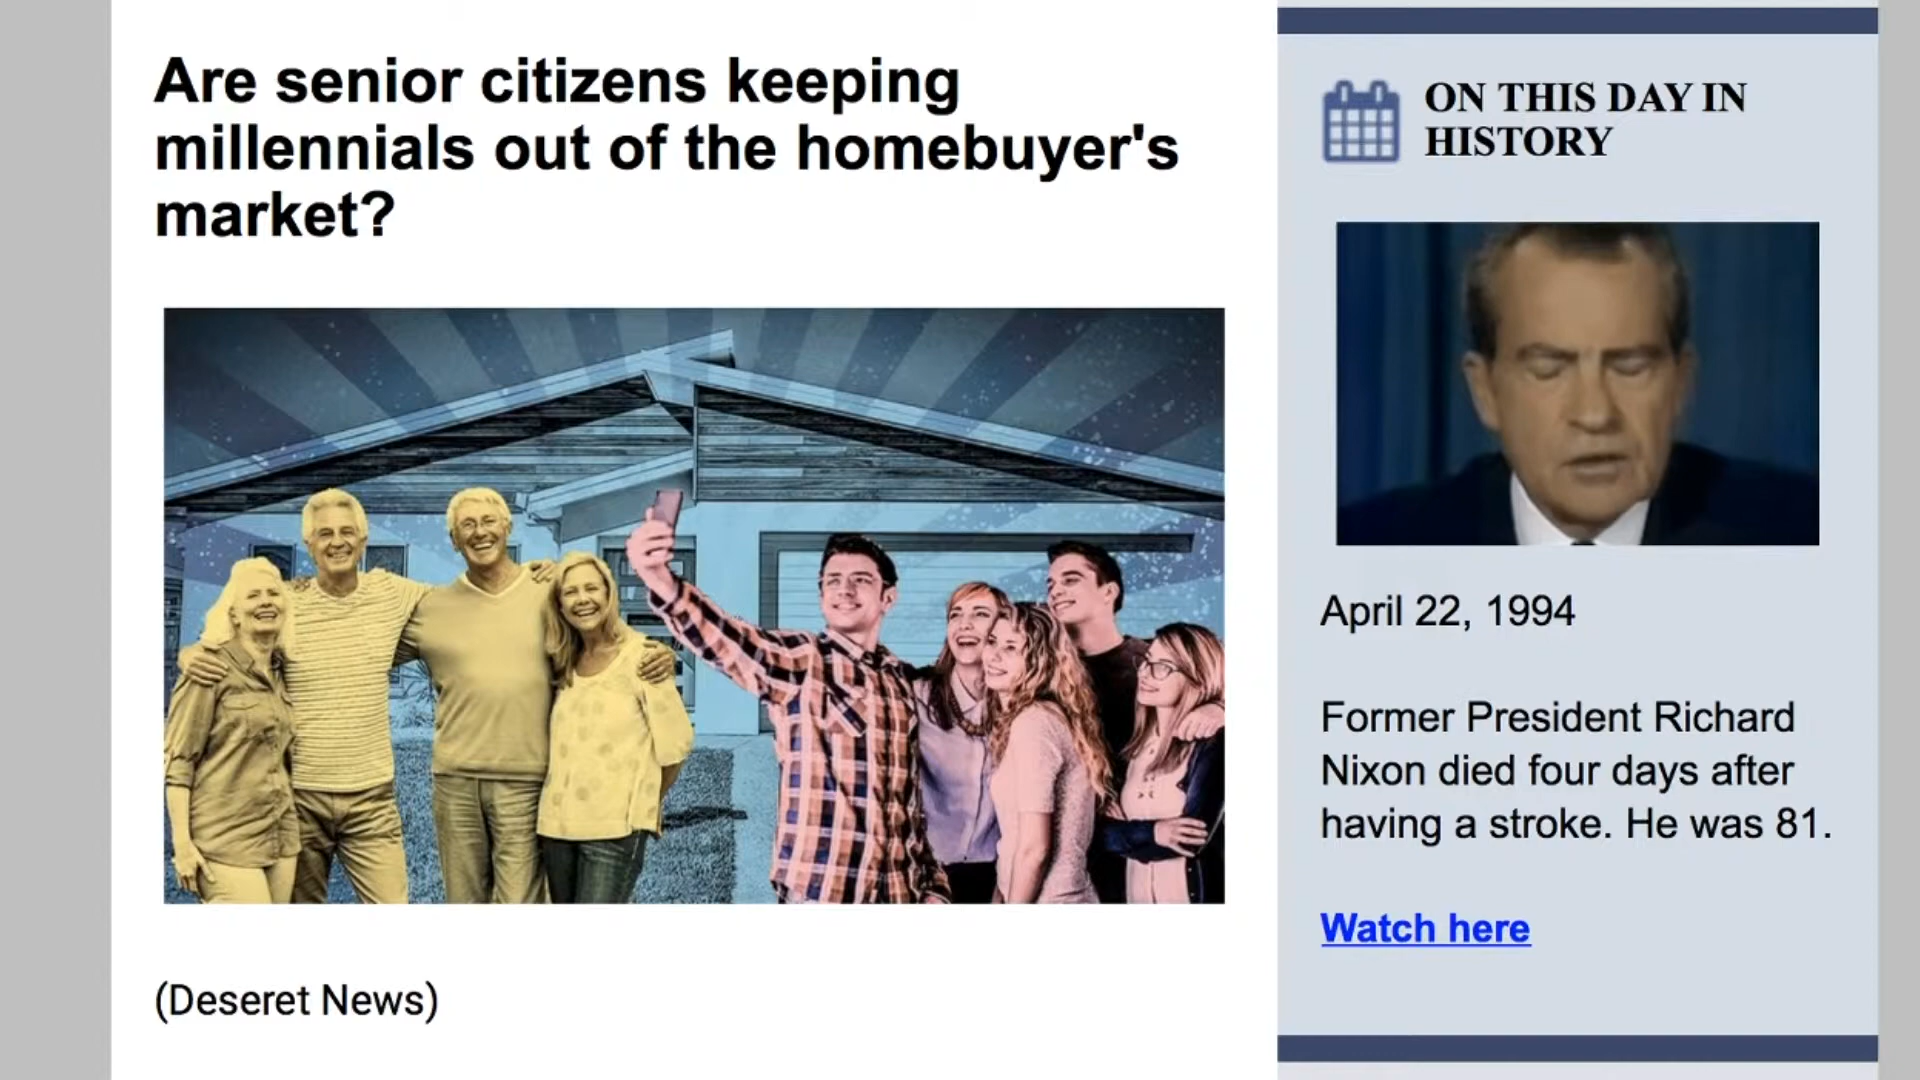 Are senior citizens keeping
millennials out of the homebuyer's
market?
(Deseret News)
ON THIS DAY IN
HISTORY
April 22, 1994
Former President Richard
Nixon died four days after
having a stroke. He was 81.
Watch here